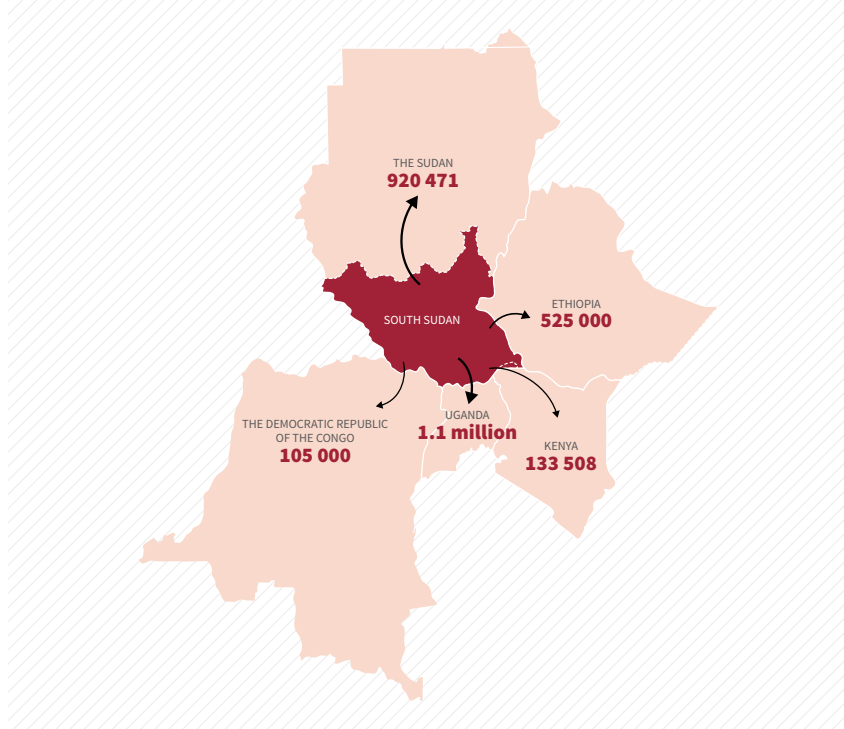 THE SUDAN
920 471
ETHIOPIA
525 000
SOUTH SUDAN
UGANDA
1.1 million
THE DEMOCRATIC REPUBLIC
OF THE CONGO
105 000
KENYA
133 508